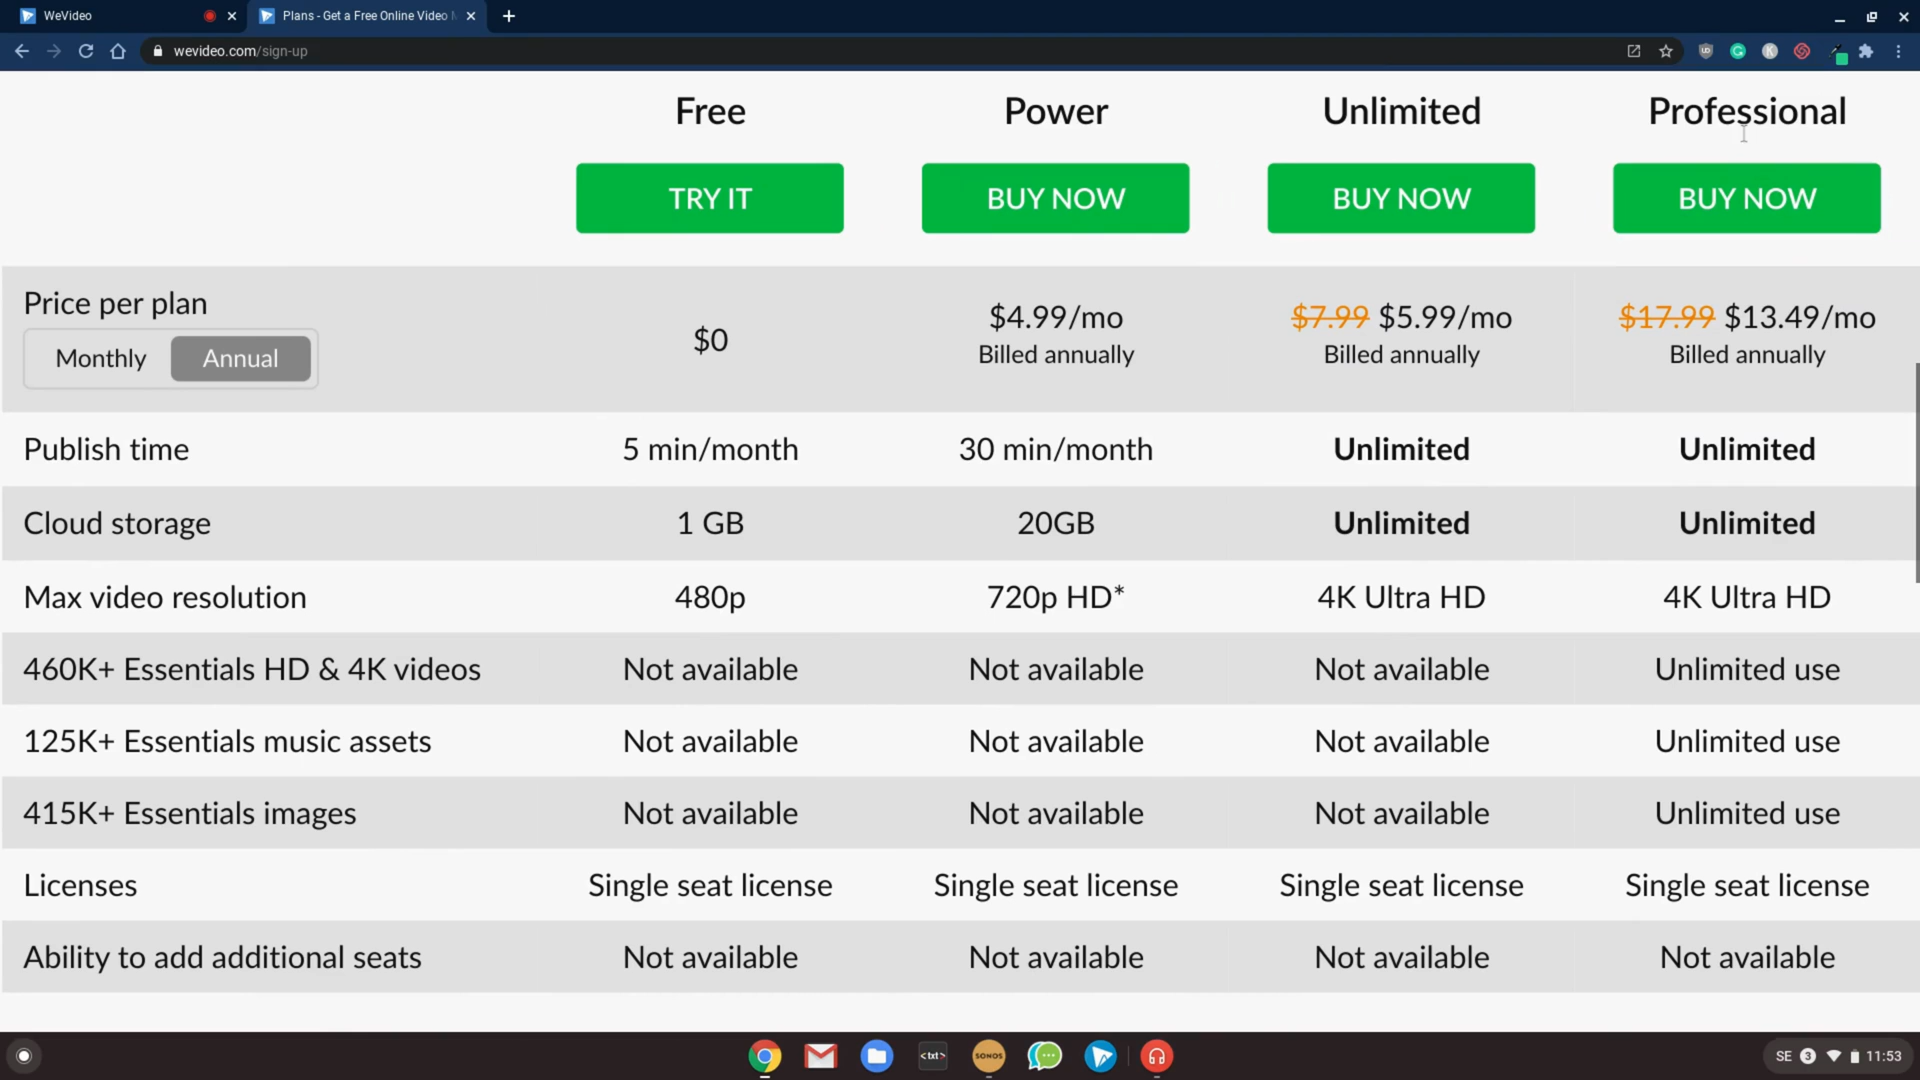 WeVideo
Plans - Get a Free Online Video
wevideo.com/sign-up
Free Power Unlimited Professional
TRY IT BUY NOW BUY NOW BUY NOW
Price per plan
Monthly Annual
$0
$4.99/mo
Billed annually
$7.99 $5.99/mo
Billed annually
$17.99 $13.49/mo
Billed annually
Publish time 5 min/month 30 min/month Unlimited Unlimited
Cloud storage 1 GB 20GB Unlimited Unlimited
Max video resolution 480p 720p HD* 4K Ultra HD 4K Ultra HD
460K+ Essentials HD & 4K videos Not available Not available Not available Unlimited use
125K+ Essentials music assets Not available Not available Not available Unlimited use
415K+ Essentials images Not available Not available Not available Unlimited use
Licenses Single seat license Single seat license Single seat license Single seat license
Ability to add additional seats Not available Not available Not available Not available
<txt> SONOS SE 3 11:53